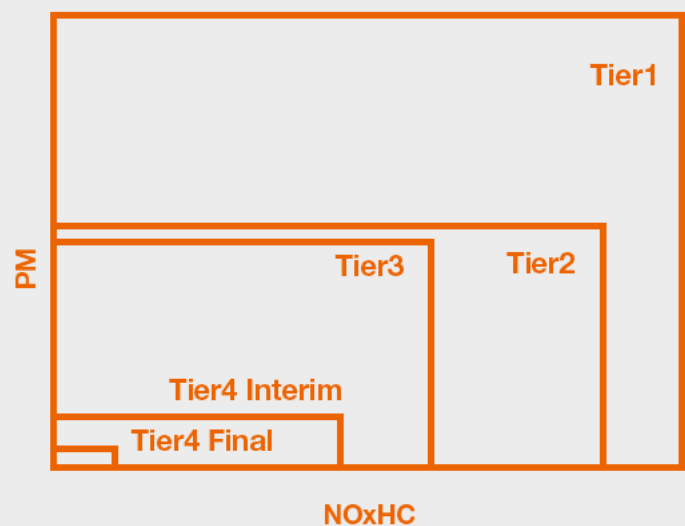 Tier1
PM
Tier3
Tier2
Tier4 Interim
Tier4 Final
NOxHC